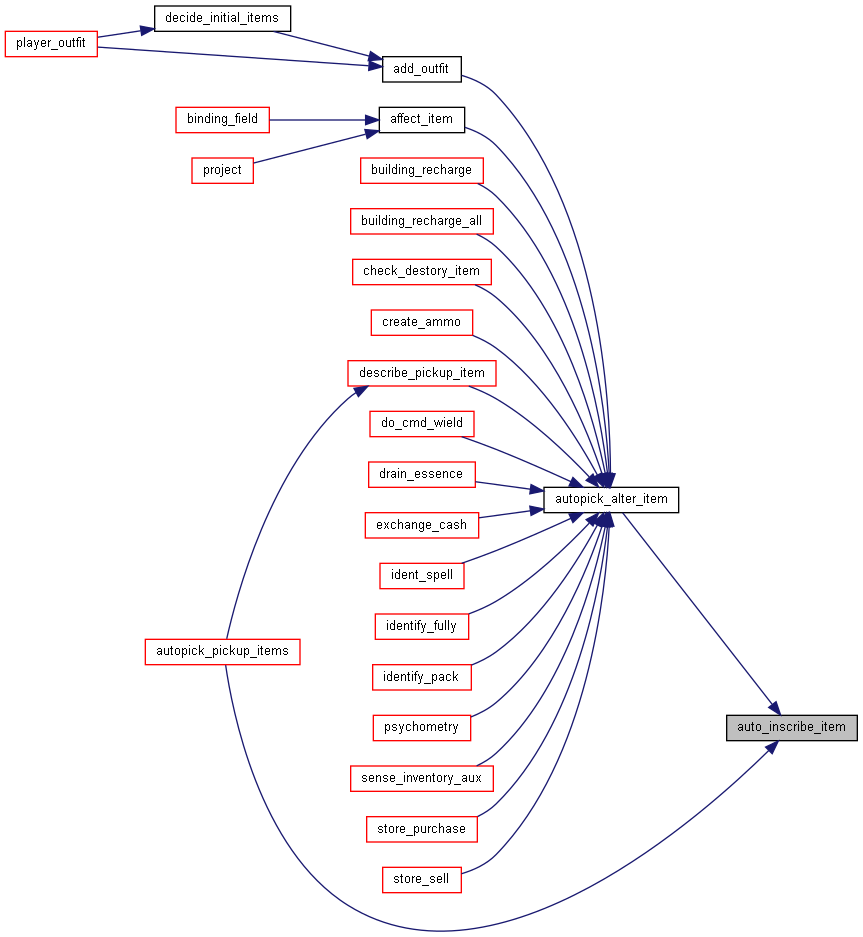 decide_initial_items
player_outfit
add_outfit
binding_field
affect_item
project
building_recharge
building_recharge_all
check_destory_item
create_ammo
describe_pickup_item
do_cmd_wield
drain_essence
autopick_alter_item
exchange_cash
ident_spell
identify_fully
autopick_pickup_items
identify_pack
psychometry
auto_inscribe_item
sense_inventory_aux
store_purchase
store_sell